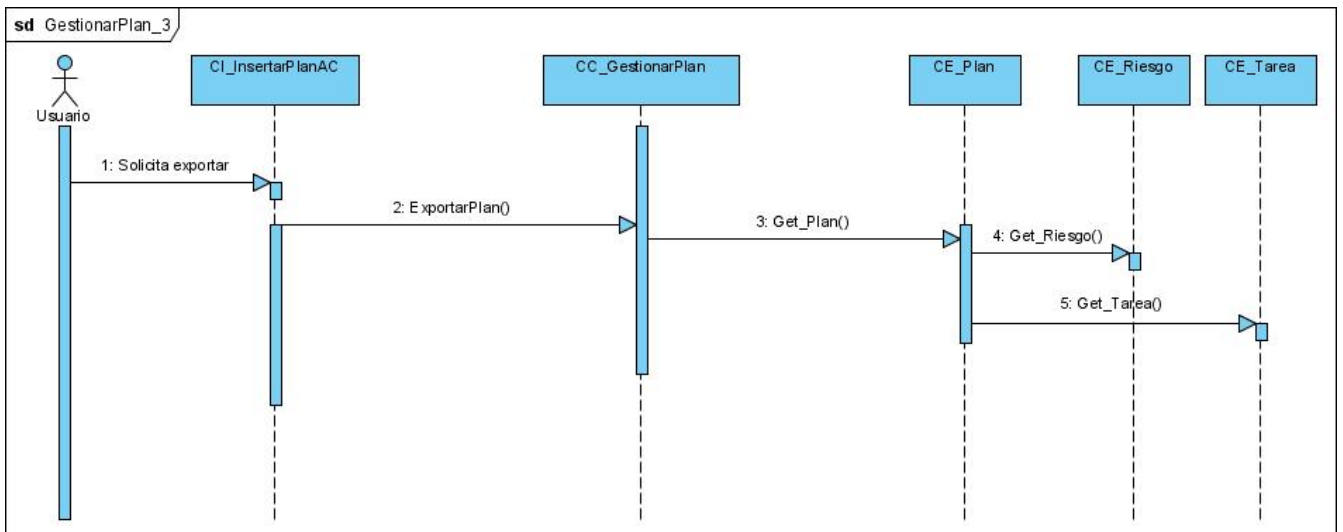 sd GestionarPlan_3
CI_InsertarPlanAC
CC_GestionarPlan
CE_Plan
CE_Riesgo
CE_Tarea
Usuario
1: Solicita exportar
2: ExportarPlan()
3: Get_Plan()
4: Get_Riesgo()
5: Get_Tarea()